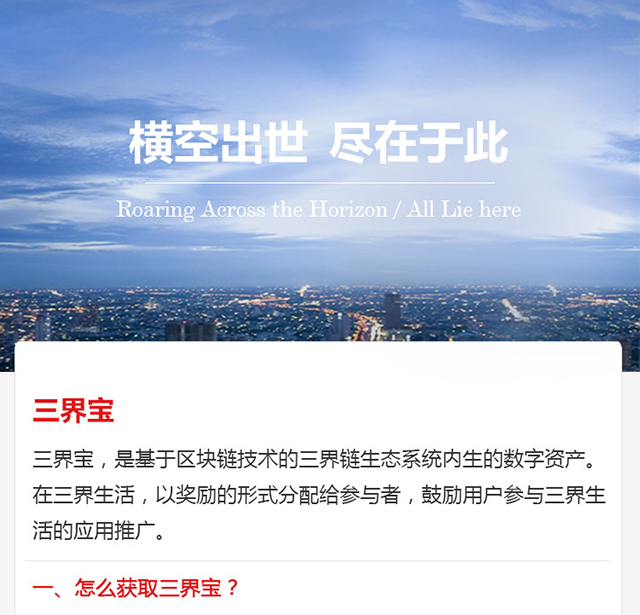 横空出世 尽在于此
Roaring Across the Horizon / All Lie here
三界宝
三界宝，是基于区块链技术的三界链生态系统内生的数字资产。
在三界生活，以奖励的形式分配给参与者，鼓励用户参与三界生
活的应用推广。
一、怎么获取三界宝？